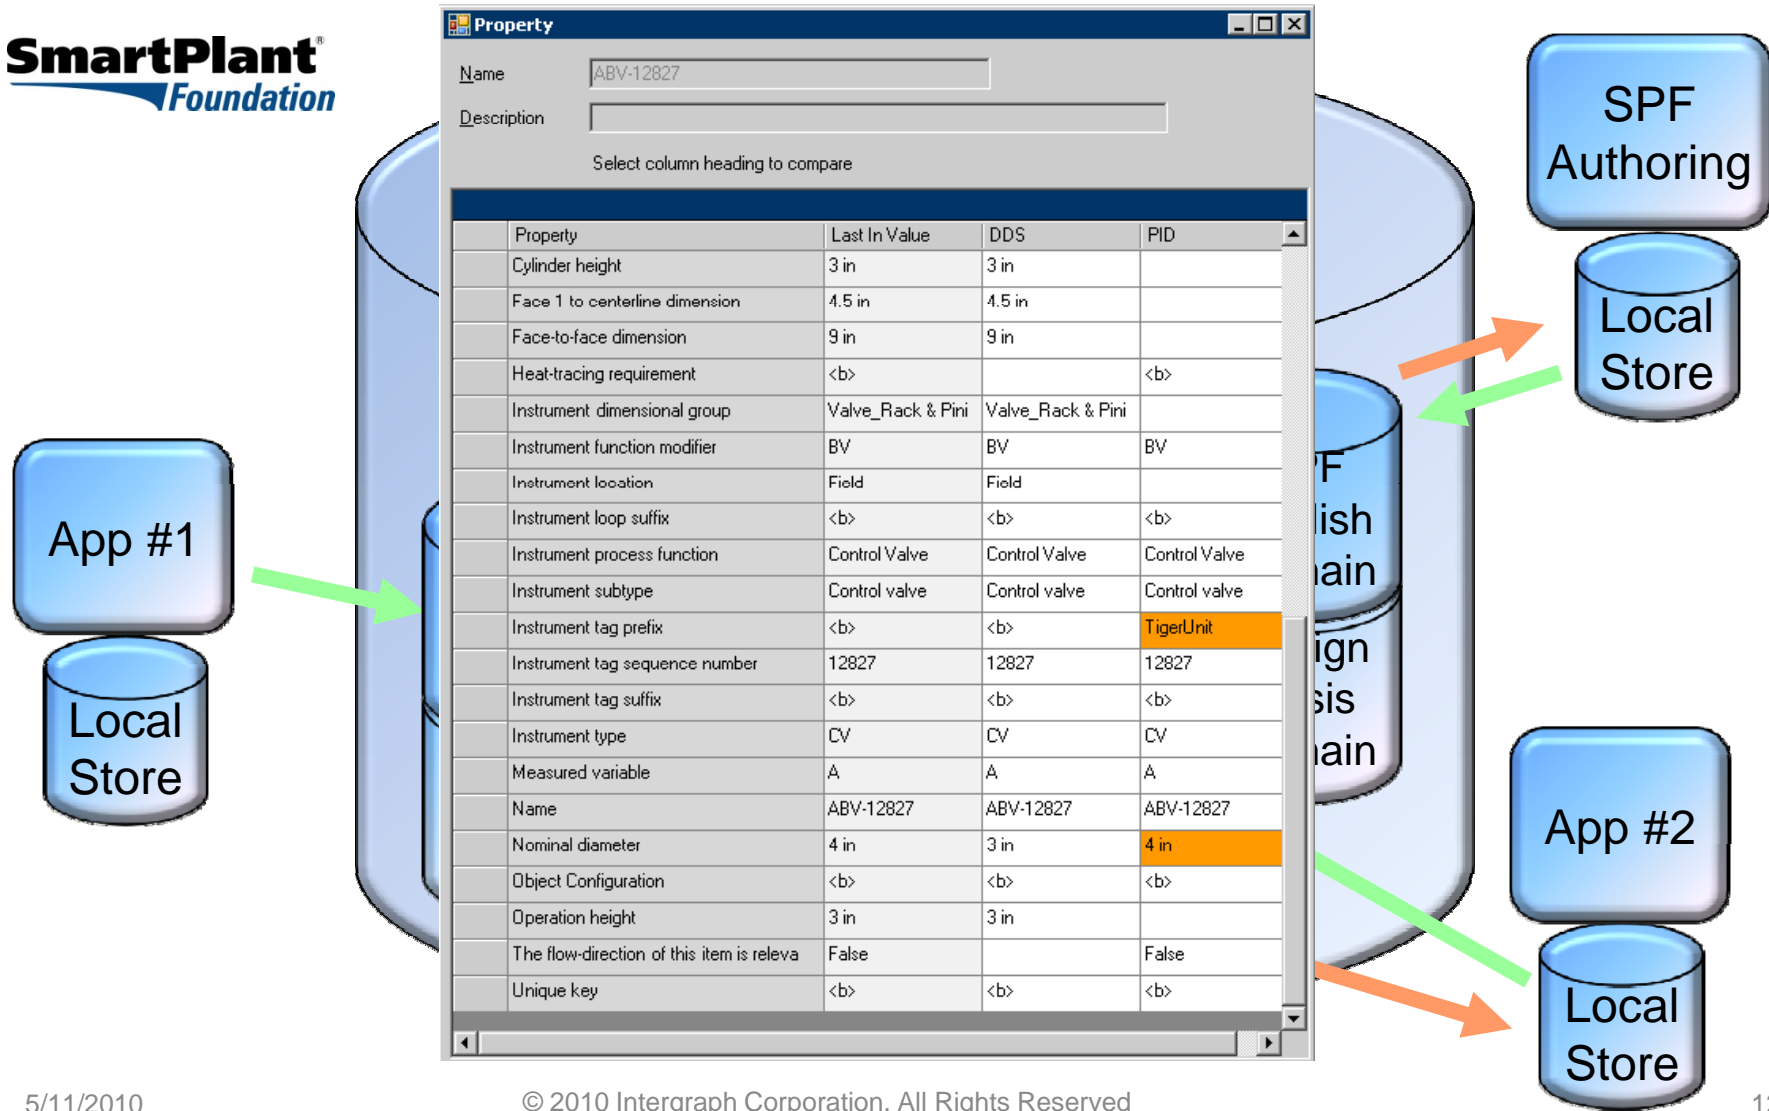 SmartPlant®
Foundation
Property
Name ABV-12827
Description
Select column heading to compare
Property Last In Value DDS PID
Cylinder height 3 in 3 in
Face 1 to centerline dimension 4.5 in 4.5 in
Face-to-face dimension 9 in 9 in
Heat-tracing requirement <b> <b>
Instrument dimensional group Valve_Rack & Pini Valve_Rack & Pini
Instrument function modifier BV BV BV
Instrument location Field Field
Instrument loop suffix <b> <b> <b>
Instrument process function Control Valve Control Valve Control Valve
Instrument subtype Control valve Control valve Control valve
Instrument tag prefix <b> <b> TigerUnit
Instrument tag sequence number 12827 12827 12827
Instrument tag suffix <b> <b> <b>
Instrument type CV CV CV
Measured variable A A A
Name ABV-12827 ABV-12827 ABV-12827
Nominal diameter 4 in 3 in 4 in
Object Configuration <b> <b> <b>
Operation height 3 in 3 in
The flow-direction of this item is releva False False
Unique key <b> <b> <b>
SPF
Authoring
Local
Store
App #1
Local
Store
F
lish
ain
ign
sis
ain
App #2
Local
Store
5/11/2010
© 2010 Intergraph Corporation. All Rights Reserved